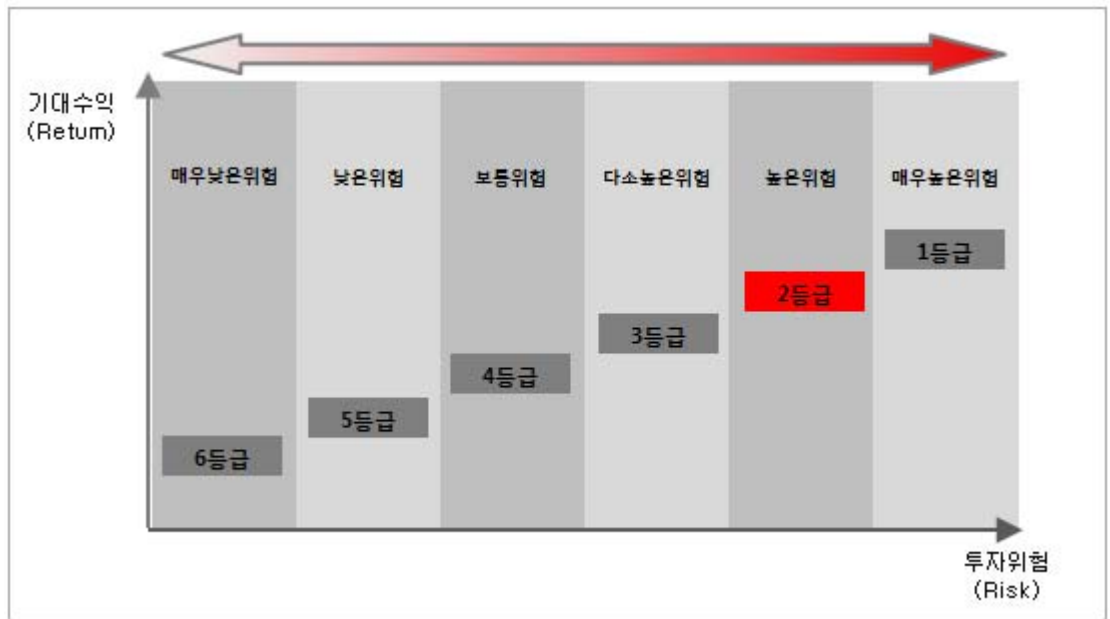 기대수익
(Return)
매우낮은위험 낮은위험 보통위험 다소높은위험 높은위험 매우높은위험
1등급
2등급
3등급
4등급
5등급
6등급
투자위험
(Risk)